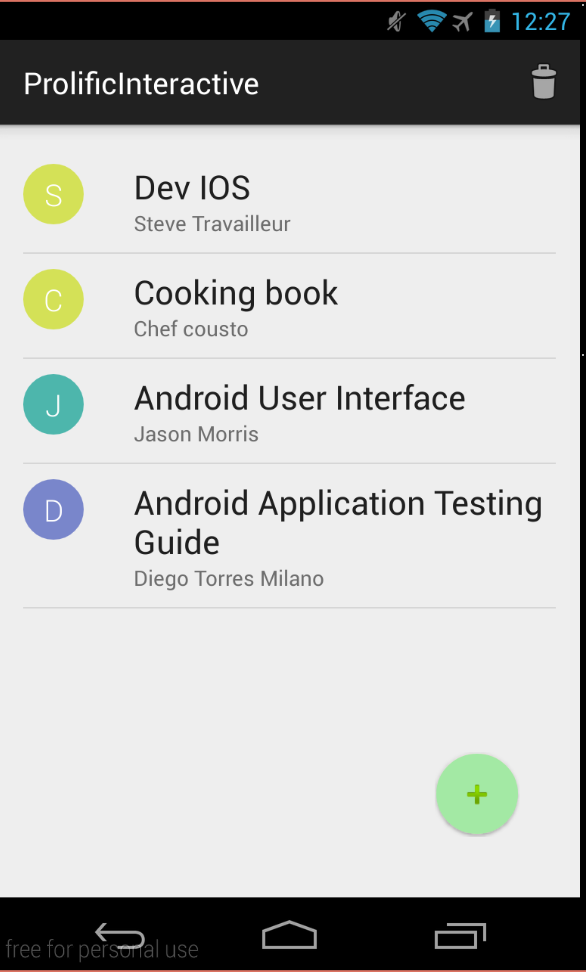 12:27
ProlificInteractive
S
Dev IOS
Steve Travailleur
C
Cooking book
Chef cousto
J
Android User Interface
Jason Morris
D
Android Application Testing
Guide
Diego Torres Milano
+
free for personal use